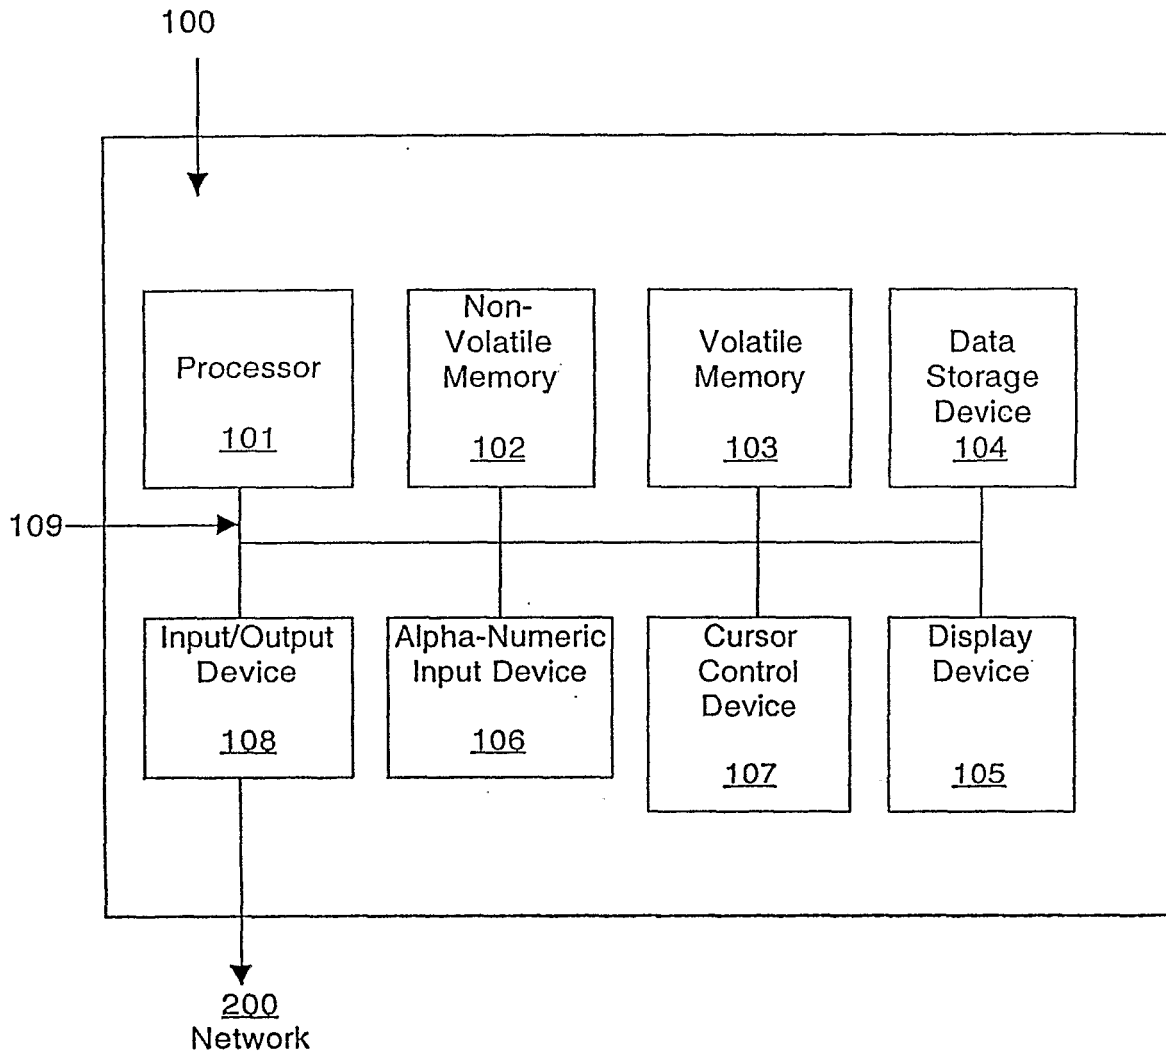 100
Processor
101
Non-
Volatile
Memory
102
Volatile
Memory
103
Data
Storage
Device
104
109
Input/Output
Device
108
Alpha-Numeric
Input Device
106
Cursor
Control
Device
107
Display
Device
105
200
Network